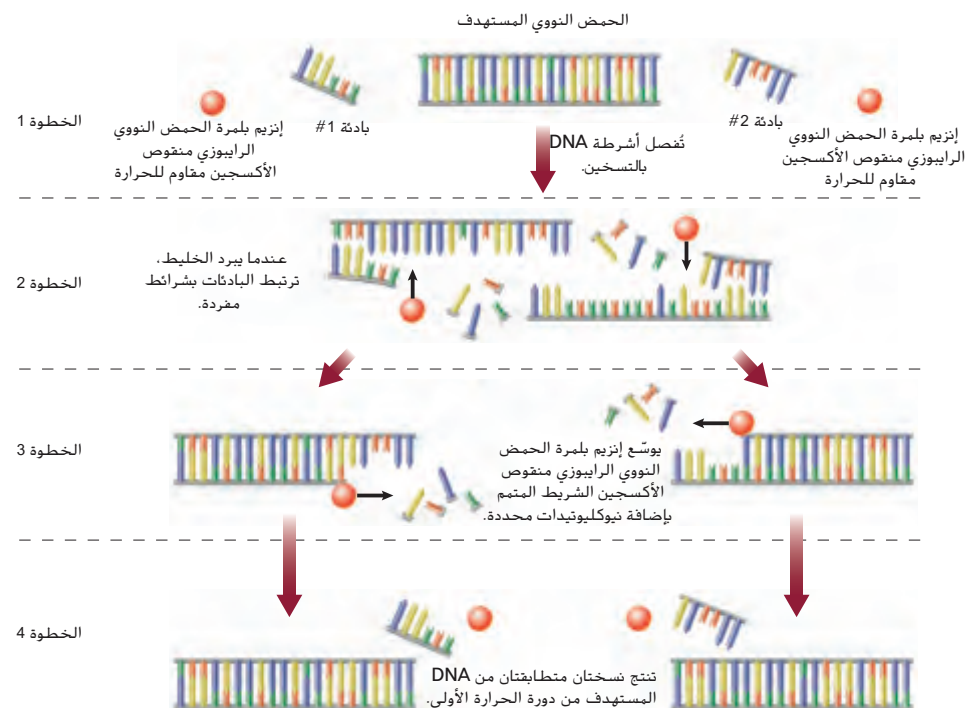 الحمض النووي المستهدف
الخطوة 1
إنزيم بلمرة الحمض النووي
الرايبوزي منقوص
الأكسجين مقاوم للحرارة
بادئة 1#
تُفصل أشرطة DNA
بالتسخين.
بادئة 2#
إنزيم بلمرة الحمض النووي
الرايبوزي منقوص الأكسجين
مقاوم للحرارة
الخطوة 2
عندما يبرد الخليط،
ترتبط البادئات بشرائط
مفردة.
الخطوة 3
يوسّع إنزيم بلمرة الحمض
النووي الرايبوزي منقوص
الأكسجين الشريط المتمم
بإضافة نيوكليوتيدات محددة.
الخطوة 4
تنتج نسختان متطابقتان من DNA
المستهدف من دورة الحرارة الأولى.